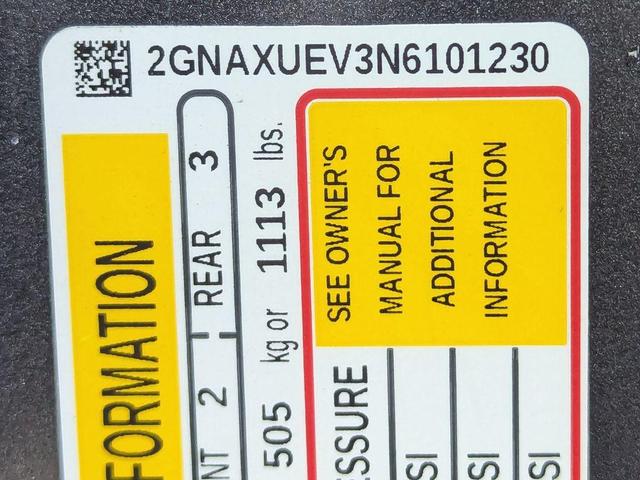 2GNAXUEV3N6101230
FORMATION
NT 2 REAR 3
505 kg or 1113 lbs.
SSURE
SEE OWNER'S
MANUAL FOR
ADDITIONAL
INFORMATION
SI
SI
SI